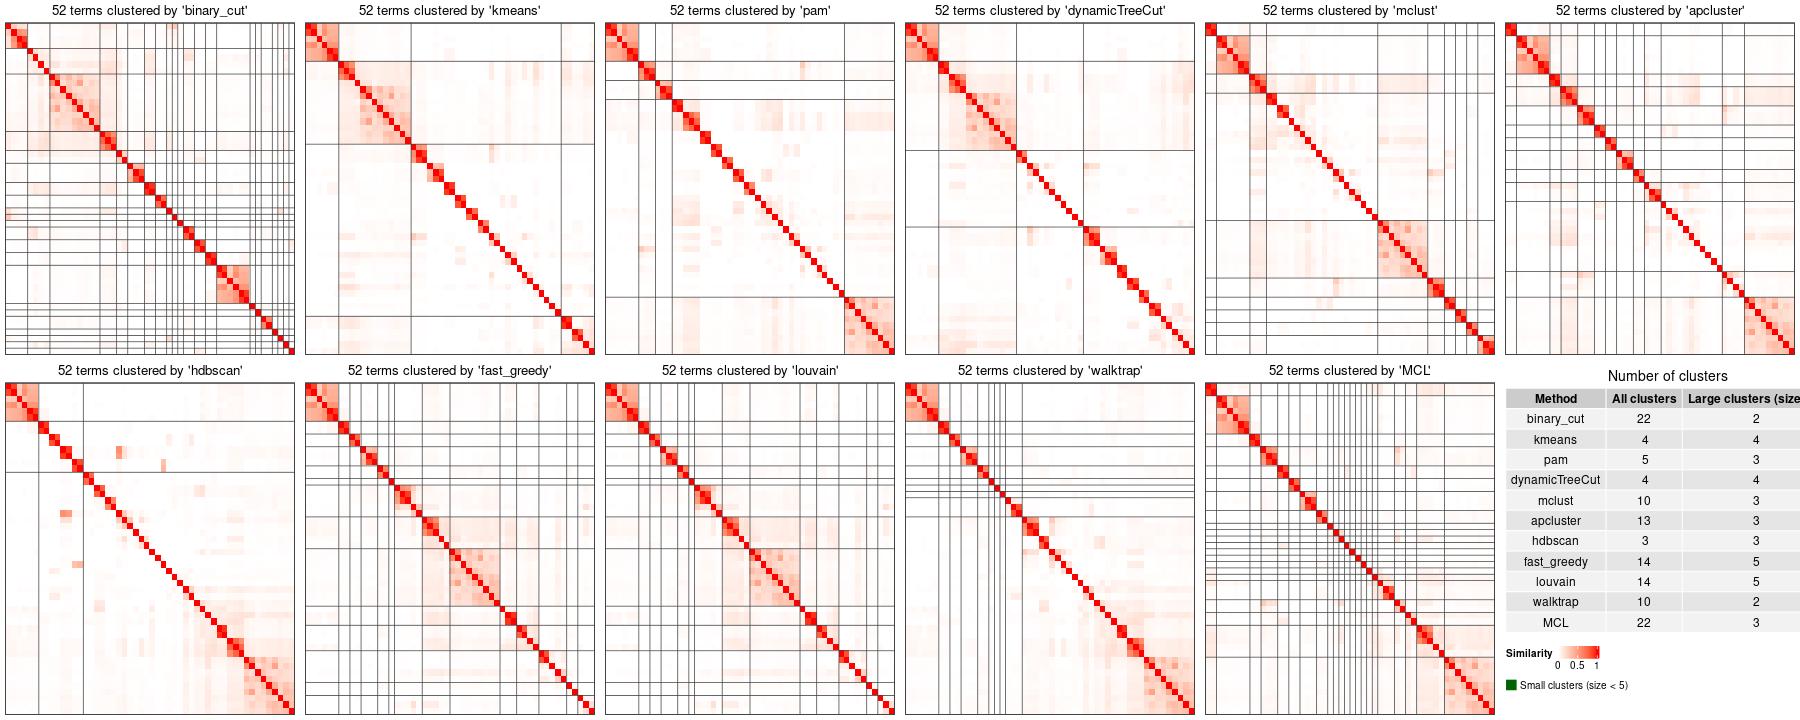 52 terms clustered by 'binary_cut'
52 terms clustered by 'kmeans'
52 terms clustered by 'pam'
52 terms clustered by 'dynamicTreeCut'
52 terms clustered by 'mclust'
52 terms clustered by 'apcluster'
52 terms clustered by 'hdbscan'
52 terms clustered by 'fast_greedy'
52 terms clustered by 'louvain'
52 terms clustered by 'walktrap'
52 terms clustered by 'MCL'
Number of clusters
Method All clusters Large clusters (size
binary_cut 22 2
kmeans 4 4
pam 5 3
dynamicTreeCut 4 4
mclust 10 3
apcluster 13 3
hdbscan 3 3
fast_greedy 14 5
louvain 14 5
walktrap 10 2
MCL 22 3
Similarity
0 0.5 1
Small clusters (size < 5)